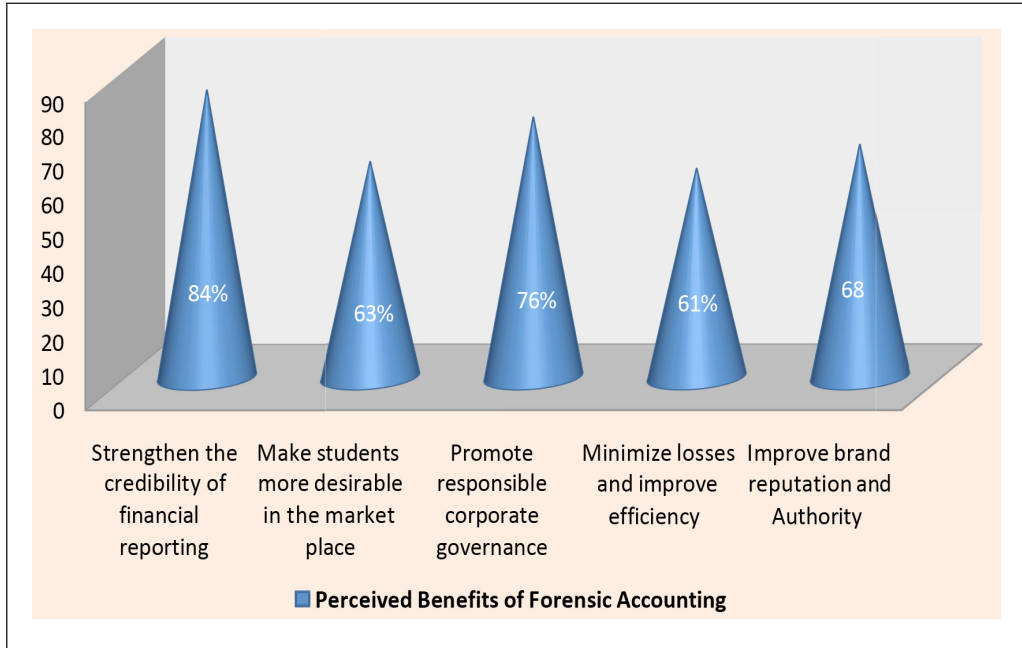 90
80
70
60
50
40
30
20
10
0
84%
63%
76%
61%
68
Strengthen the
credibility of
financial
reporting
Make students
more desirable
in the market
place
Promote
responsible
corporate
governance
Minimize losses
and improve
efficiency
Improve brand
reputation and
Authority
Perceived Benefits of Forensic Accounting